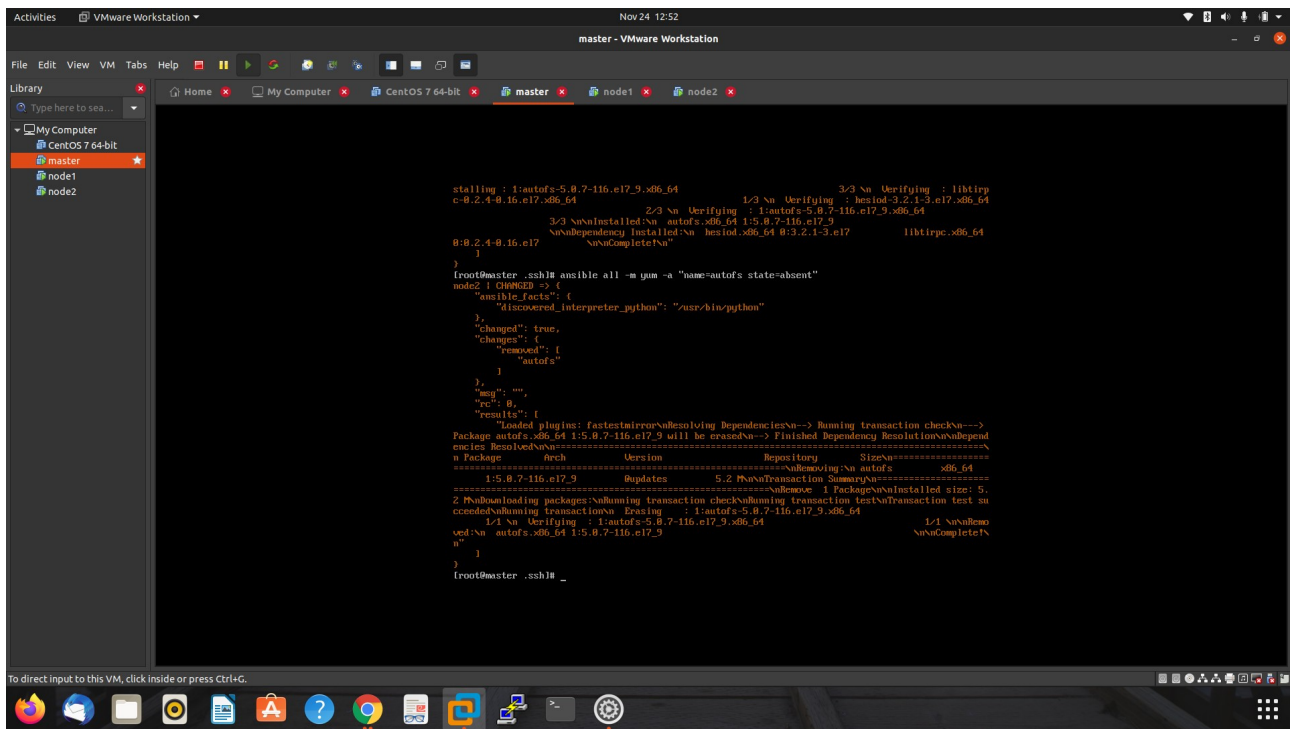 Activities VMware Workstation Nov 24 12:52
master - VMware Workstation
File Edit View VM Tabs Help
Library
Home My Computer CentOS 7 64-bit master node1 node2
Type here to sea...
My Computer
CentOS 7 64-bit
master
node1
node2
stalling : 1:autofs-5.0.7-116.el7_9.x86_64 3/3 \n Verifying : libtirp
c-0.2.4-0.16.el7.x86_64 1/3 \n Verifying : hesiod-3.2.1-3.el7.x86_64
2/3 \n Verifying : 1:autofs-5.0.7-116.el7_9.x86_64
3/3 \n\nInstalled:\n autofs.x86_64 1:5.0.7-116.el7_9
\n\nDependency Installed:\n hesiod.x86_64 0:3.2.1-3.el7 libtirpc.x86_64
0:0.2.4-0.16.el7 \n\nComplete!\n"
]
}
[root@master .ssh]# ansible all -m yum -a "name=autofs state=absent"
node2 | CHANGED => {
"ansible_facts": {
"discovered_interpreter_python": "/usr/bin/python"
},
"changed": true,
"changes": {
"removed": [
"autofs"
]
},
"msg": "",
"rc": 0,
"results": [
"Loaded plugins: fastestmirror\nResolving Dependencies\n--> Running transaction check\n--->
Package autofs.x86_64 1:5.0.7-116.el7_9 will be erased\n--> Finished Dependency Resolution\n\nDepend
encies Resolved\n\n================================================================================\
n Package Arch Version Repository Size\n==================
==============================================================\nRemoving:\n autofs x86_64
1:5.0.7-116.el7_9 @updates 5.2 M\n\nTransaction Summary\n=====================
===========================================================\nRemove 1 Package\n\nInstalled size: 5.
2 M\nDownloading packages:\nRunning transaction check\nRunning transaction test\nTransaction test su
cceeded\nRunning transaction\n Erasing : 1:autofs-5.0.7-116.el7_9.x86_64
1/1 \n Verifying : 1:autofs-5.0.7-116.el7_9.x86_64 1/1 \n\nRemo
ved:\n autofs.x86_64 1:5.0.7-116.el7_9 \n\nComplete!\
n"
]
}
[root@master .ssh]# _
To direct input to this VM, click inside or press Ctrl+G.